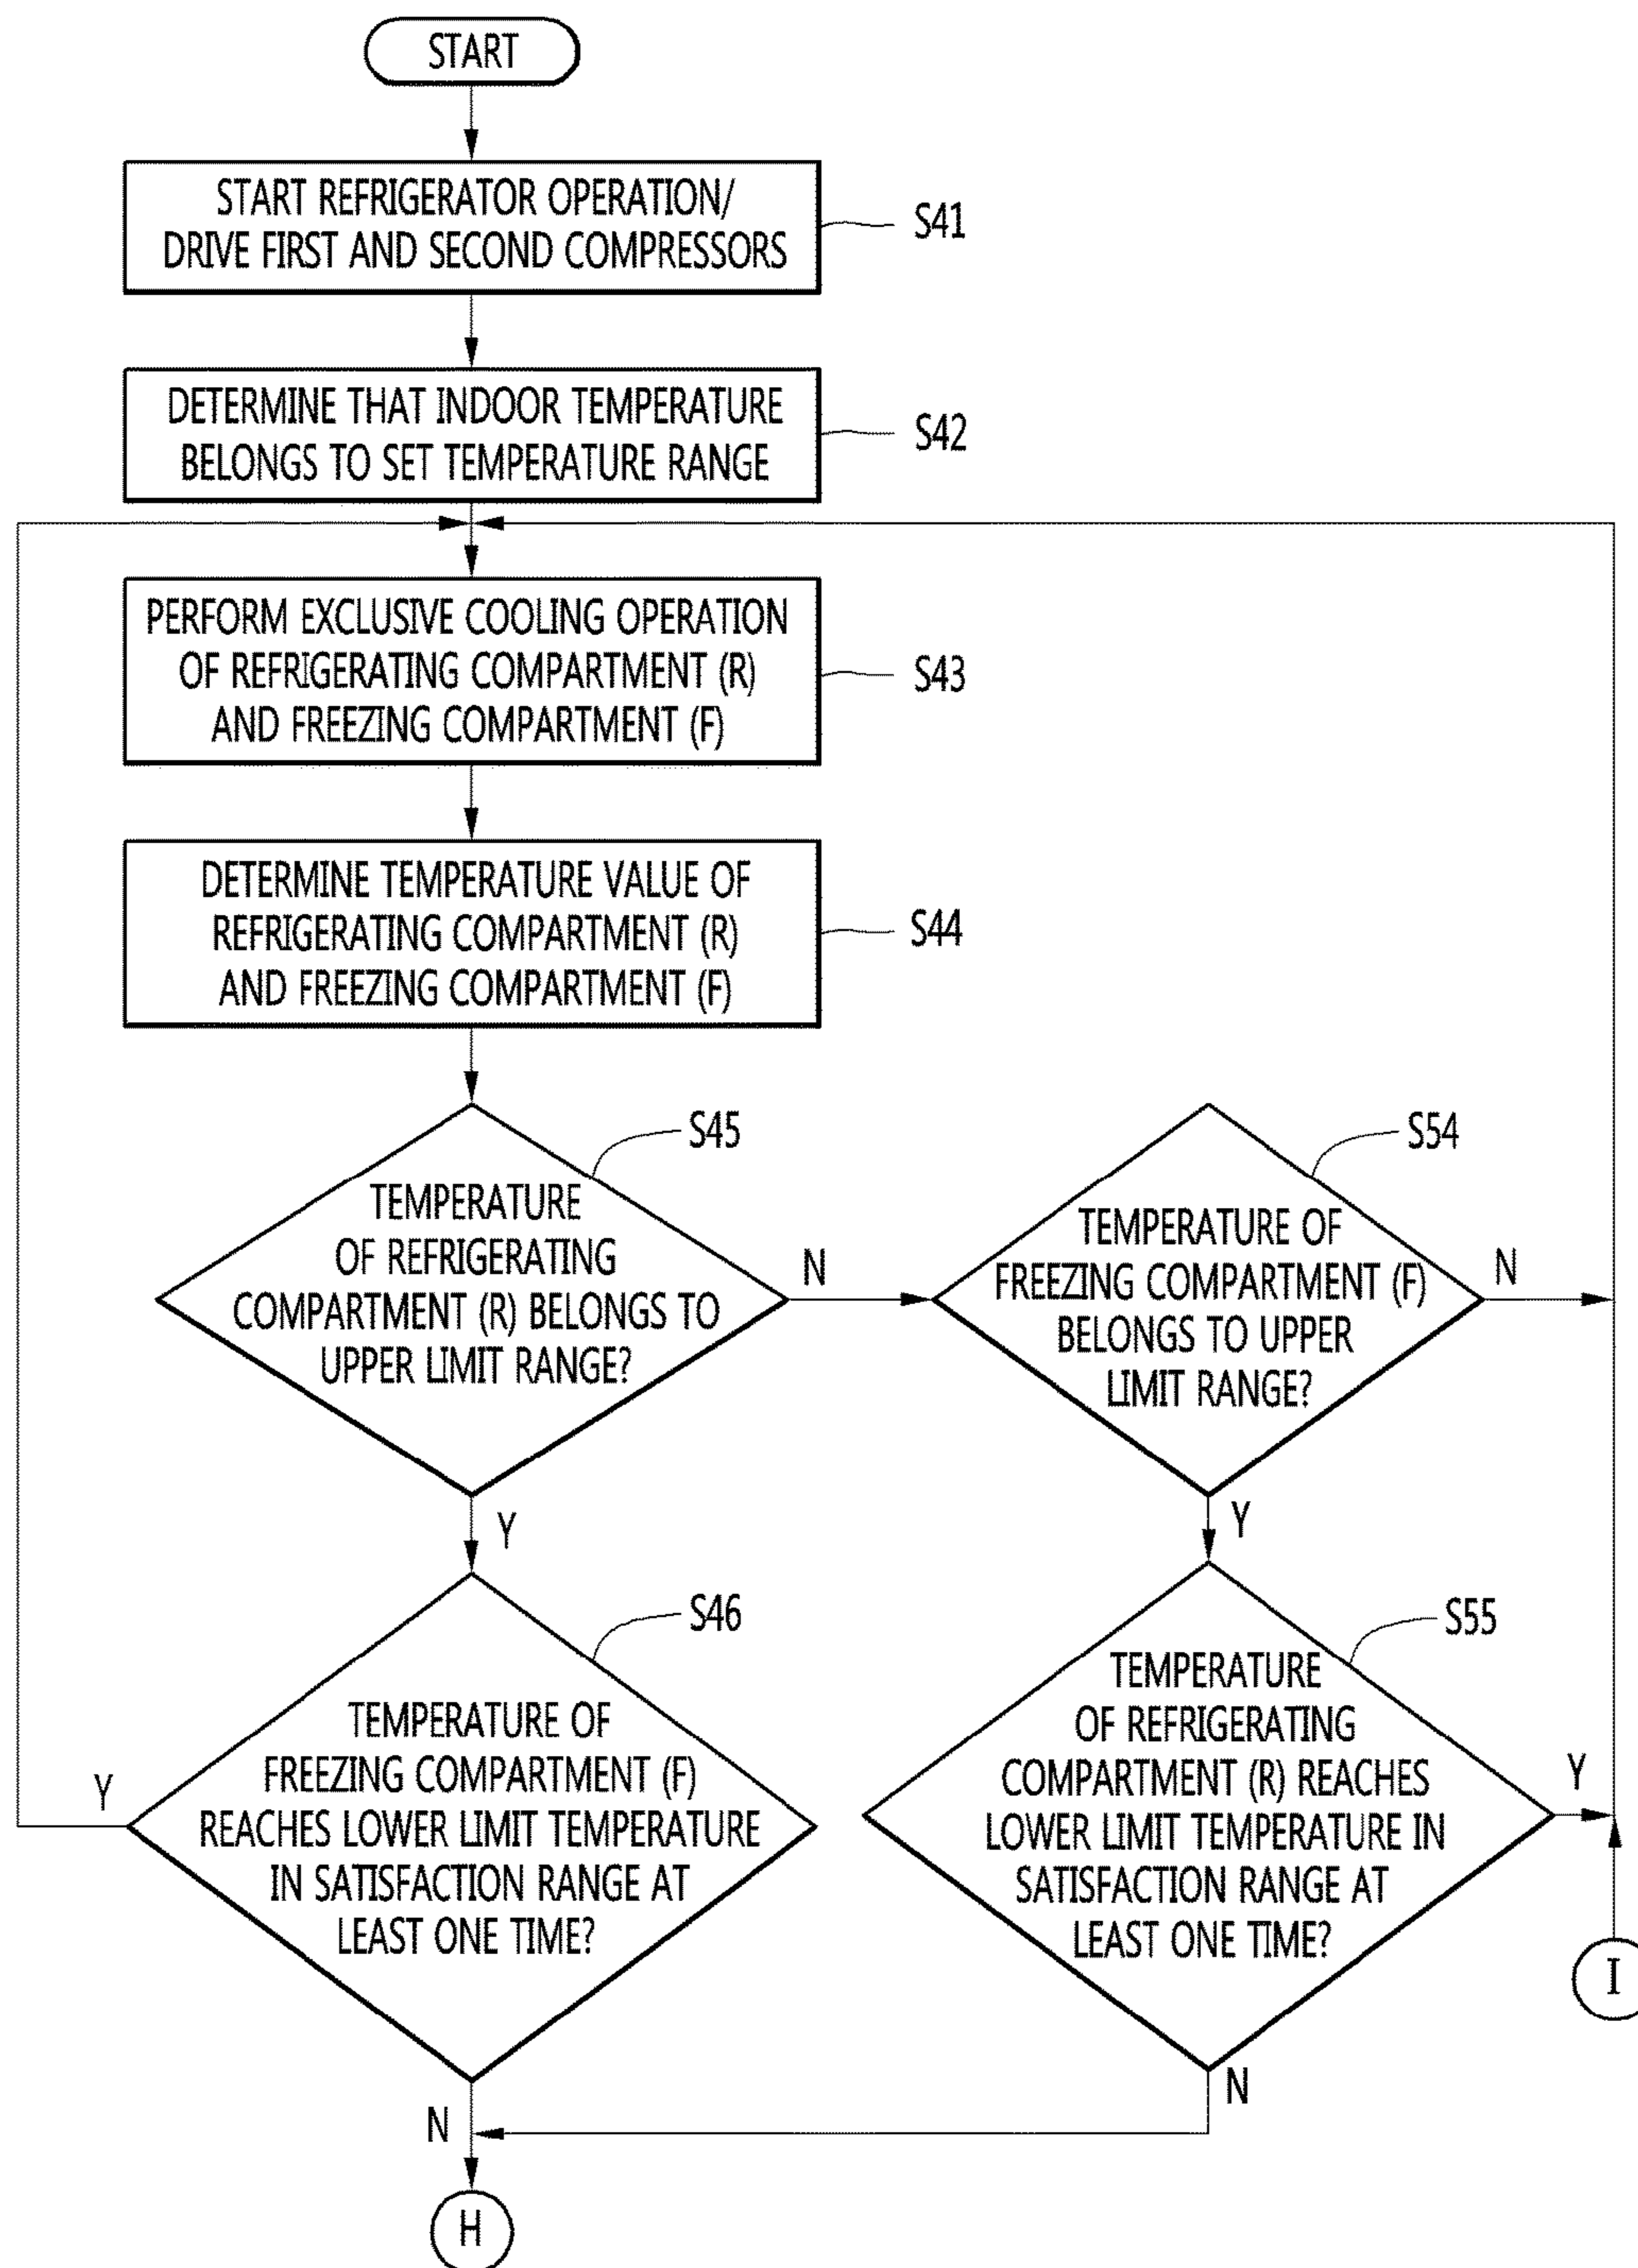 START
START REFRIGERATOR OPERATION/
DRIVE FIRST AND SECOND COMPRESSORS
S41
DETERMINE THAT INDOOR TEMPERATURE
BELONGS TO SET TEMPERATURE RANGE
S42
PERFORM EXCLUSIVE COOLING OPERATION
OF REFRIGERATING COMPARTMENT (R)
AND FREEZING COMPARTMENT (F)
S43
DETERMINE TEMPERATURE VALUE OF
REFRIGERATING COMPARTMENT (R)
AND FREEZING COMPARTMENT (F)
S44
S45
TEMPERATURE
OF REFRIGERATING
COMPARTMENT (R) BELONGS TO
UPPER LIMIT RANGE?
N
Y
S54
TEMPERATURE OF
FREEZING COMPARTMENT (F)
BELONGS TO UPPER
LIMIT RANGE?
N
Y
S46
TEMPERATURE OF
FREEZING COMPARTMENT (F)
REACHES LOWER LIMIT TEMPERATURE
IN SATISFACTION RANGE AT
LEAST ONE TIME?
Y
N
S55
TEMPERATURE
OF REFRIGERATING
COMPARTMENT (R) REACHES
LOWER LIMIT TEMPERATURE IN
SATISFACTION RANGE AT
LEAST ONE TIME?
Y
N
I
H